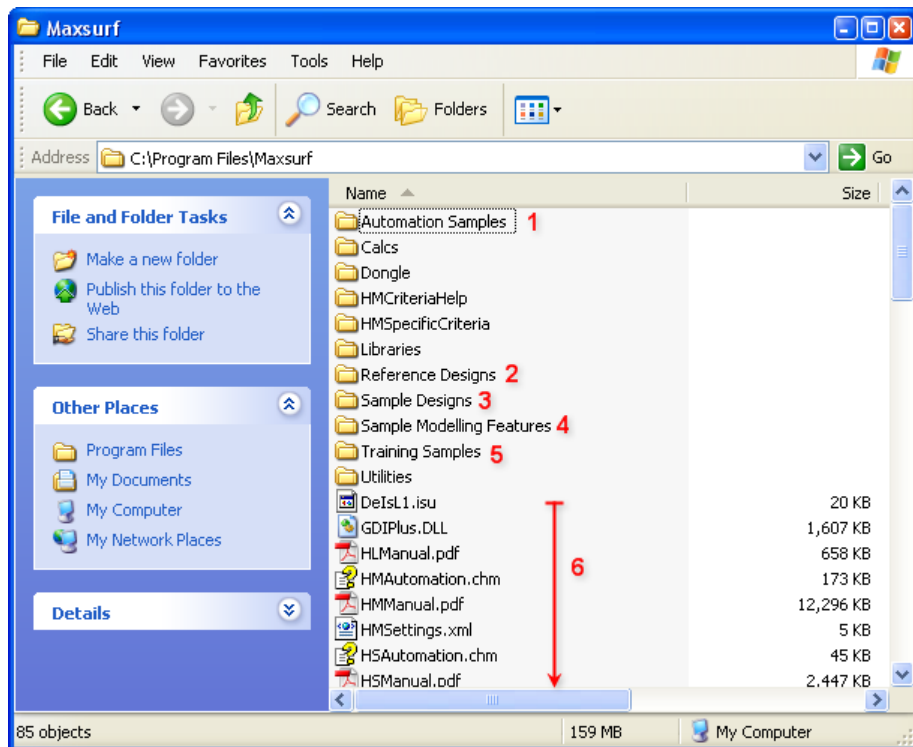 Maxsurf
File Edit View Favorites Tools Help
Back Search Folders
Address C:\Program Files\Maxsurf Go
File and Folder Tasks
Make a new folder
Publish this folder to the
Web
Share this folder
Other Places
Program Files
My Documents
My Computer
My Network Places
Details
Name Size
Automation Samples 1
Calcs
Dongle
HMCriteriaHelp
HMSpecificCriteria
Libraries
Reference Designs 2
Sample Designs 3
Sample Modelling Features 4
Training Samples 5
Utilities
DeIsL1.isu 20 KB
GDIPlus.DLL 1,607 KB
HLManual.pdf 658 KB
6
HMAutomation.chm 173 KB
HMManual.pdf 12,296 KB
HMSettings.xml 5 KB
HSAutomation.chm 45 KB
HSManual.pdf 2,447 KB
85 objects 159 MB My Computer